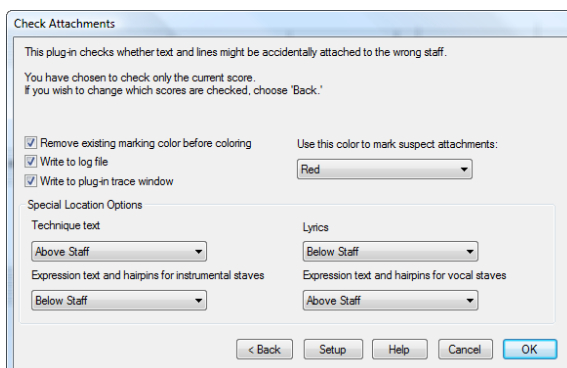 Check Attachments
This plug-in checks whether text and lines might be accidentally attached to the wrong staff.
You have chosen to check only the current score.
If you wish to change which scores are checked, choose 'Back.'
Remove existing marking color before coloring
Write to log file
Write to plug-in trace window
Use this color to mark suspect attachments:
Red
Special Location Options
Technique text
Above Staff
Lyrics
Below Staff
Expression text and hairpins for instrumental staves
Below Staff
Expression text and hairpins for vocal staves
Above Staff
< Back
Setup
Help
Cancel
OK